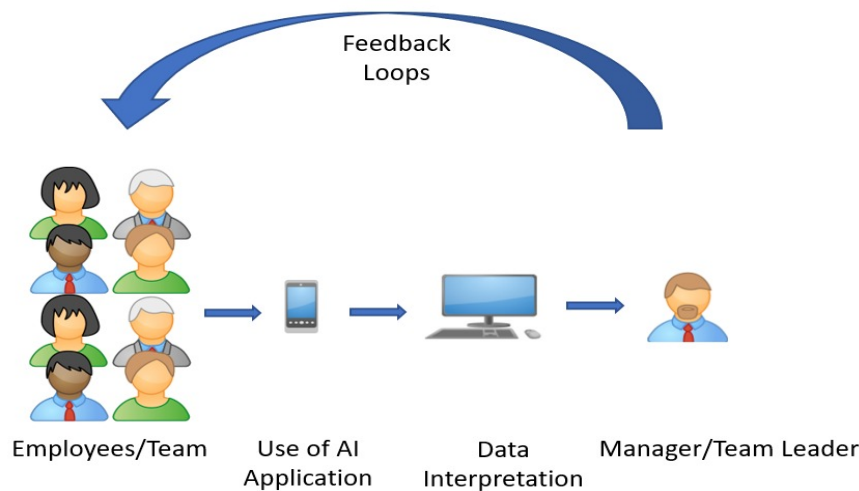 Feedback
Loops
Employees/Team
Use of AI
Application
Data
Interpretation
Manager/Team Leader